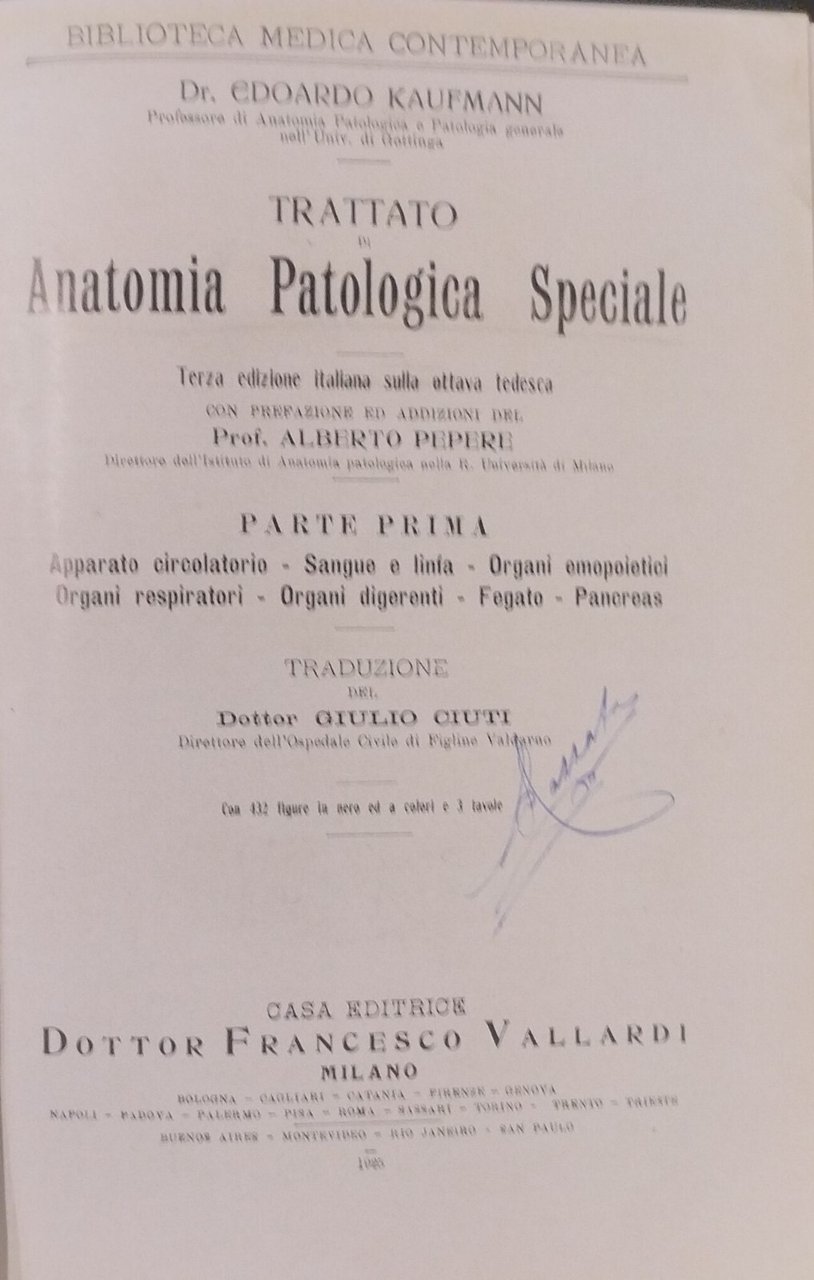 BIBLIOTECA MEDICA CONTEMPORANEA
Dr. EDOARDO KAUFMANN
Professore di Anatomia Patologica e Patologia generale
nell'Univ. di Gottinga
TRATTATO
DI
Anatomia Patologica Speciale
Terza edizione italiana sulla ottava tedesca
CON PREFAZIONE ED ADDIZIONI DEL
Prof. ALBERTO PEPERE
Direttore dell'Istituto di Anatomia patologica nella R. Università di Milano
PARTE PRIMA
Apparato circolatorio - Sangue e linfa - Organi emopoietici
Organi respiratori - Organi digerenti - Fegato - Pancreas
TRADUZIONE
DEL
Dottor GIULIO CIUTI
Direttore dell'Ospedale Civile di Figline Valdarno
Con 432 figure in nero ed a colori e 3 tavole
CASA EDITRICE
DOTTOR FRANCESCO VALLARDI
MILANO
BOLOGNA - CAGLIARI - CATANIA - FIRENSE - GENOVA
NAPOLI - PADOVA - PALERMO - PISA - ROMA - SASSARI - TORINO - TRENTO - TRIESTE
BUENOS AIRES - MONTEVIDEO - RIO JANEIRO - SAN PAULO